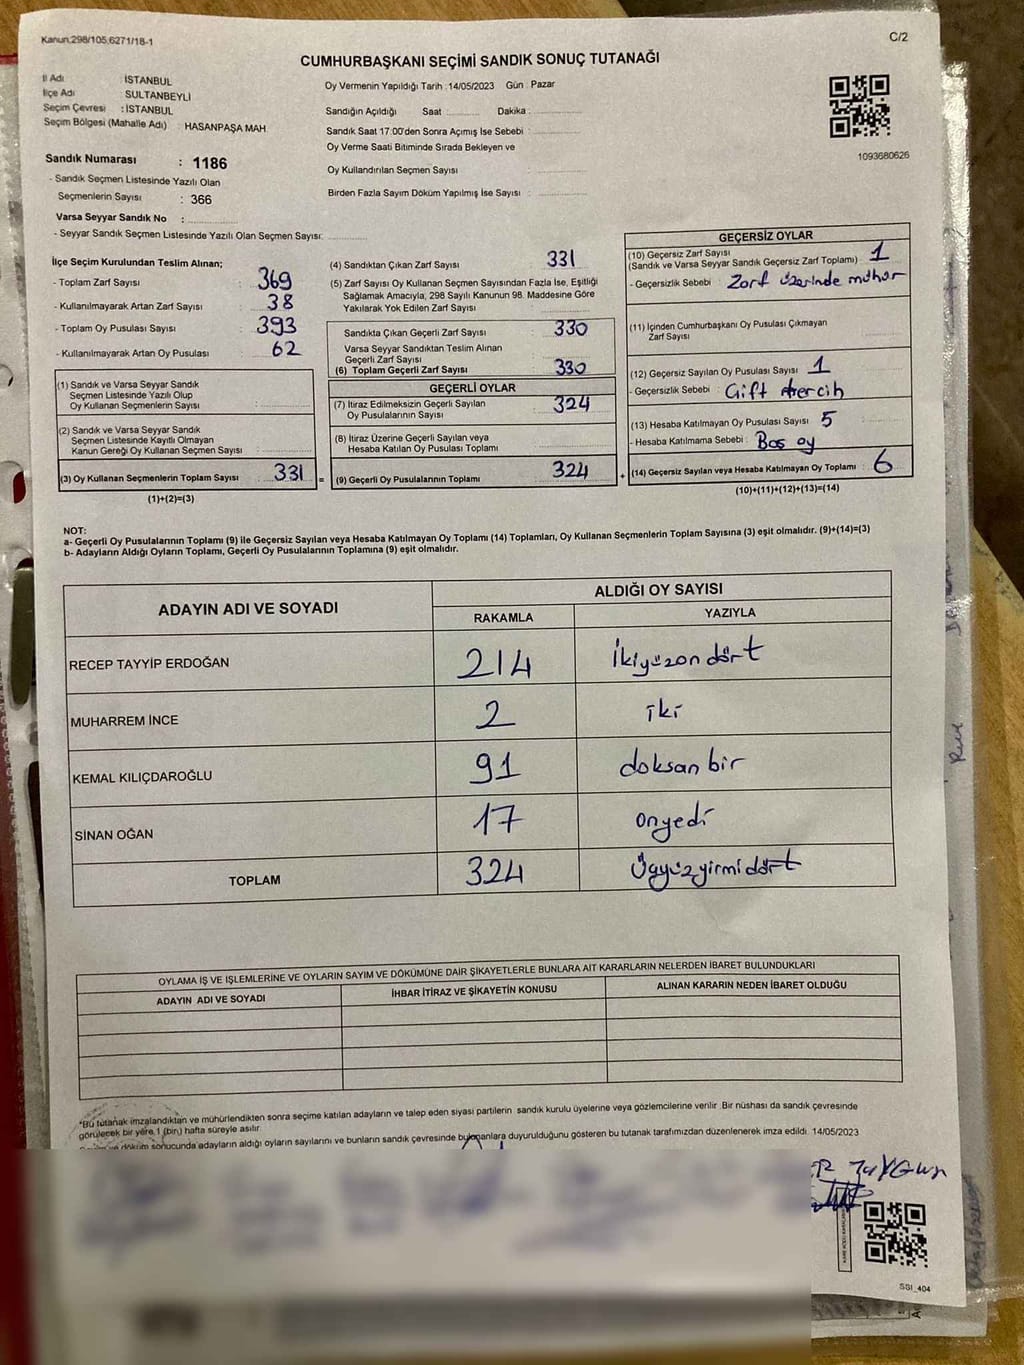 Kanun;298/105,6271/18-1
C/2
CUMHURBAŞKANI SEÇİMİ SANDIK SONUÇ TUTANAĞI
İl Adı : İSTANBUL
İlçe Adı : SULTANBEYLİ
Seçim Çevresi : İSTANBUL
Seçim Bölgesi (Mahalle Adı) : HASANPAŞA MAH
Sandık Numarası : 1186
- Sandık Seçmen Listesinde Yazılı Olan
Seçmenlerin Sayısı : 366
Varsa Seyyar Sandık No :
- Seyyar Sandık Seçmen Listesinde Yazılı Olan Seçmen Sayısı:
Oy Vermenin Yapıldığı Tarih : 14/05/2023 Gün : Pazar
Sandığın Açıldığı Saat Dakika :
Sandık Saat 17:00'den Sonra Açımış İse Sebebi :
Oy Verme Saati Bitiminde Sırada Bekleyen ve
Oy Kullandırılan Seçmen Sayısı :
Birden Fazla Sayım Döküm Yapılmış İse Sayısı :
1093680626
İlçe Seçim Kurulundan Teslim Alınan;
- Toplam Zarf Sayısı : 369
- Kullanılmayarak Artan Zarf Sayısı : 38
- Toplam Oy Pusulası Sayısı : 393
- Kullanılmayarak Artan Oy Pusulası : 62
(1) Sandık ve Varsa Seyyar Sandık
Seçmen Listesinde Yazılı Olup
Oy Kullanan Seçmenlerin Sayısı :
(2) Sandık ve Varsa Seyyar Sandık
Seçmen Listesinde Kayıtlı Olmayan
Kanun Gereği Oy Kullanan Seçmen Sayısı :
(3) Oy Kullanan Seçmenlerin Toplam Sayısı : 331
(1)+(2)=(3)
=
(4) Sandıktan Çıkan Zarf Sayısı : 331
(5) Zarf Sayısı Oy Kullanan Seçmen Sayısından Fazla İse, Eşitliği
Sağlamak Amacıyla, 298 Sayılı Kanunun 98. Maddesine Göre
Yakılarak Yok Edilen Zarf Sayısı :
Sandıkta Çıkan Geçerli Zarf Sayısı : 330
Varsa Seyyar Sandıktan Teslim Alınan
Geçerli Zarf Sayısı :
(6) Toplam Geçerli Zarf Sayısı : 330
GEÇERLİ OYLAR
(7) İtiraz Edilmeksizin Geçerli Sayılan
Oy Pusulalarının Sayısı : 324
(8) İtiraz Üzerine Geçerli Sayılan veya
Hesaba Katılan Oy Pusulası Toplamı :
(9) Geçerli Oy Pusulalarının Toplamı : 324
+
GEÇERSİZ OYLAR
(10) Geçersiz Zarf Sayısı : 1
(Sandık ve Varsa Seyyar Sandık Geçersiz Zarf Toplamı)
- Geçersizlik Sebebi : Zarf üzerinde mühür
(11) İçinden Cumhurbaşkanı Oy Pusulası Çıkmayan
Zarf Sayısı :
(12) Geçersiz Sayılan Oy Pusulası Sayısı : 1
- Geçersizlik Sebebi : Çift tercih
(13) Hesaba Katılmayan Oy Pusulası Sayısı : 5
- Hesaba Katılmama Sebebi : Boş oy
(14) Geçersiz Sayılan veya Hesaba Katılmayan Oy Toplamı : 6
(10)+(11)+(12)+(13)=(14)
NOT:
a- Geçerli Oy Pusulalarının Toplamı (9) ile Geçersiz Sayılan veya Hesaba Katılmayan Oy Toplamı (14) Toplamları, Oy Kullanan Seçmenlerin Toplam Sayısına (3) eşit olmalıdır. (9)+(14)=(3)
b- Adayların Aldığı Oyların Toplamı, Geçerli Oy Pusulalarının Toplamına (9) eşit olmalıdır.
ADAYIN ADI VE SOYADI
ALDIĞI OY SAYISI
RAKAMLA YAZIYLA
RECEP TAYYİP ERDOĞAN 214 İkiyüzon dört
MUHARREM İNCE 2 iki
KEMAL KILIÇDAROĞLU 91 doksan bir
SİNAN OĞAN 17 onyedi
TOPLAM 324 Üçyüzyirmi dört
OYLAMA İŞ VE İŞLEMLERİNE VE OYLARIN SAYIM VE DÖKÜMÜNE DAİR ŞİKAYETLERLE BUNLARA AİT KARARLARIN NELERDEN İBARET BULUNDUKLARI
ADAYIN ADI VE SOYADI İHBAR İTİRAZ VE ŞİKAYETİN KONUSU ALINAN KARARIN NEDEN İBARET OLDUĞU
*Bu tutanak imzalandıktan ve mühürlendikten sonra seçime katılan adayların ve talep eden siyasi partilerin sandık kurulu üyelerine veya gözlemcilerine verilir. Bir nüshası da sandık çevresinde
görülecek bir yere 1 (bir) hafta süreyle asılır.
ve döküm sonucunda adayların aldığı oyların sayılarını ve bunların sandık çevresinde bulunanlara duyurulduğunu gösteren bu tutanak tarafımızdan düzenlenerek imza edildi. 14/05/2023
SSI_404